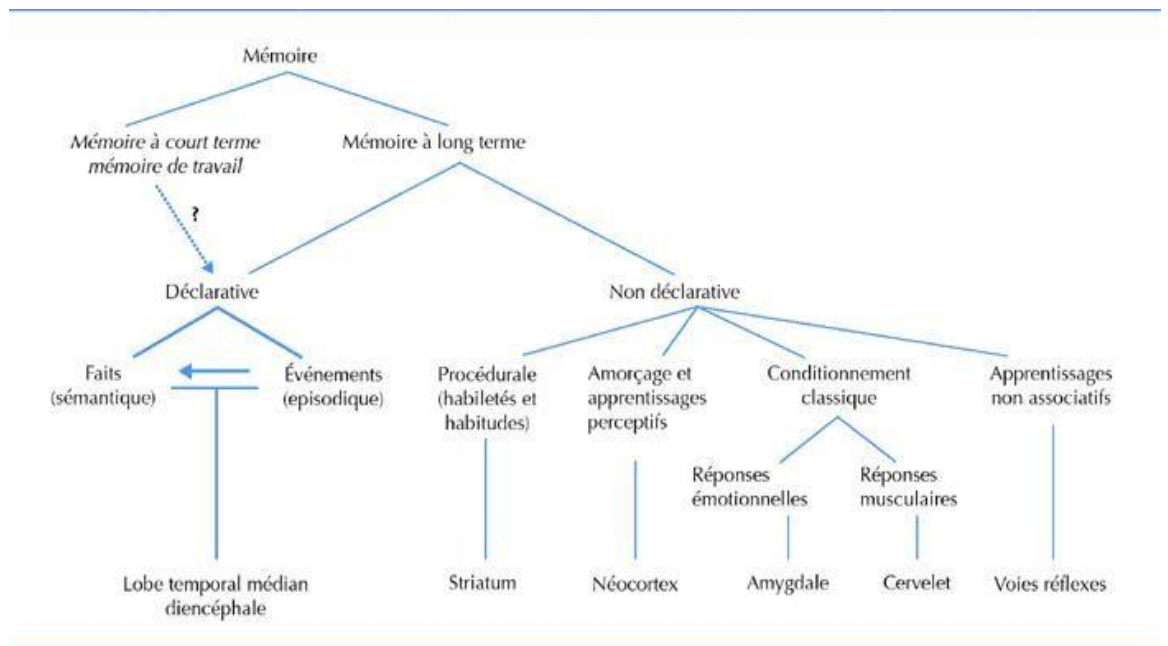 Mémoire
Mémoire à court terme
mémoire de travail
Mémoire à long terme
?
Déclarative
Non déclarative
Faits
(sémantique)
Événements
(episodique)
Procédurale
(habiletés et
habitudes)
Amorçage et
apprentissages
perceptifs
Conditionnement
classique
Apprentissages
non associatifs
Réponses
émotionnelles
Réponses
musculaires
Lobe temporal médian
diencéphale
Striatum
Néocortex
Amygdale
Cervelet
Voies réflexes